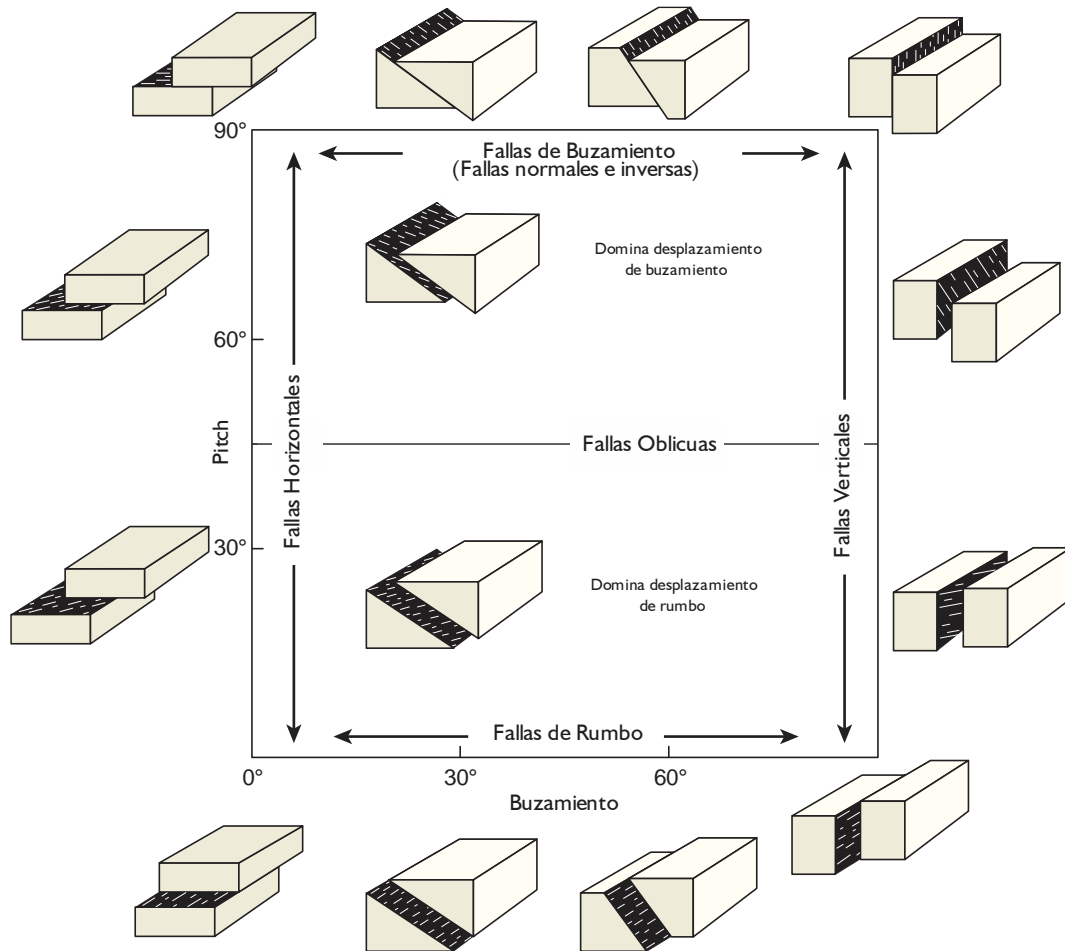 90°
Fallas de Buzamiento
(Fallas normales e inversas)
Domina desplazamiento
de buzamiento
60°
Fallas Horizontales
Pitch
Fallas Oblicuas
Fallas Verticales
30°
Domina desplazamiento
de rumbo
Fallas de Rumbo
0°
30°
60°
Buzamiento